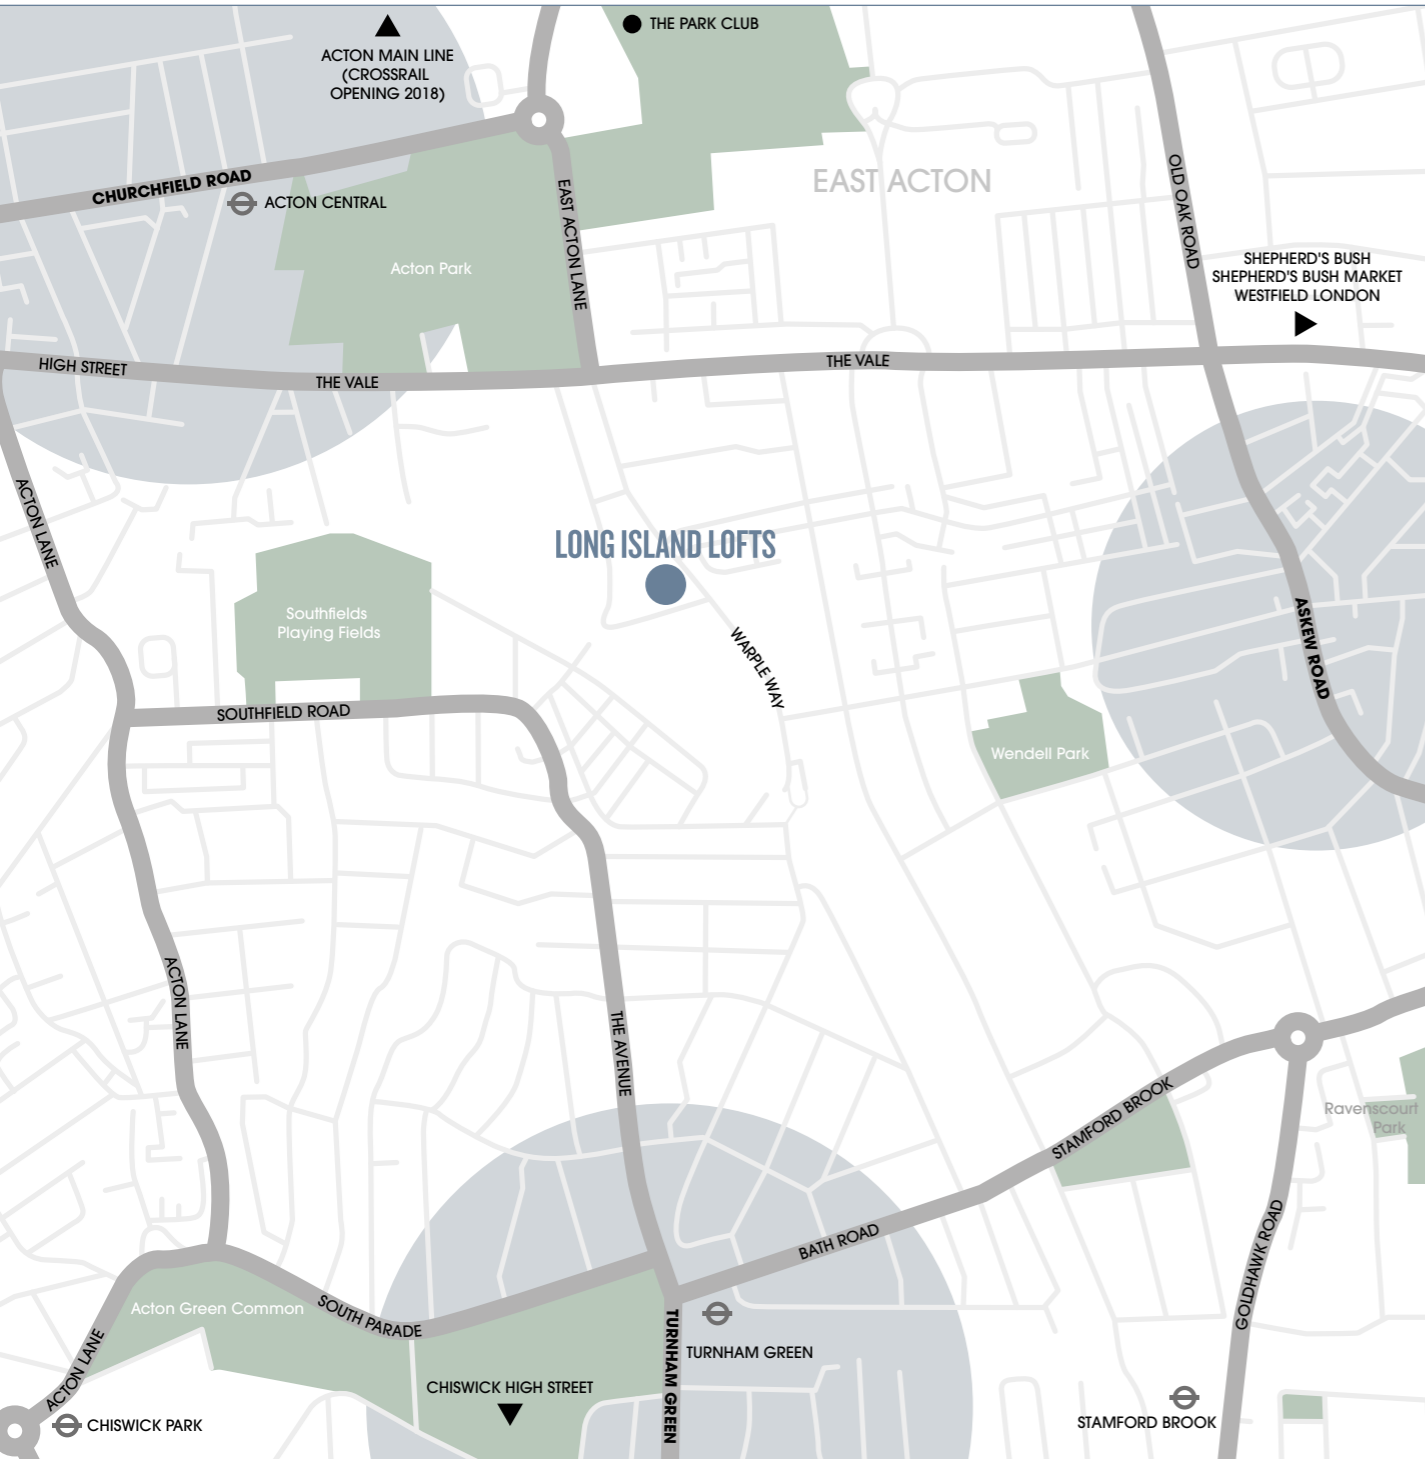 THE PARK CLUB
ACTON MAIN LINE
(CROSSRAIL
OPENING 2018)
CHURCHFIELD ROAD
ACTON CENTRAL
EAST ACTON LANE
EAST ACTON
OLD OAK ROAD
Acton Park
SHEPHERD'S BUSH
SHEPHERD'S BUSH MARKET
WESTFIELD LONDON
HIGH STREET
THE VALE
THE VALE
ACTON LANE
LONG ISLAND LOFTS
Southfields
Playing Fields
WARPLE WAY
ASKEW ROAD
SOUTHFIELD ROAD
Wendell Park
ACTON LANE
THE AVENUE
STAMFORD BROOK
Ravenscourt
Park
BATH ROAD
GOLDHAWK ROAD
Acton Green Common
SOUTH PARADE
ACTON LANE
TURNHAM GREEN
TURNHAM GREEN
CHISWICK HIGH STREET
CHISWICK PARK
STAMFORD BROOK